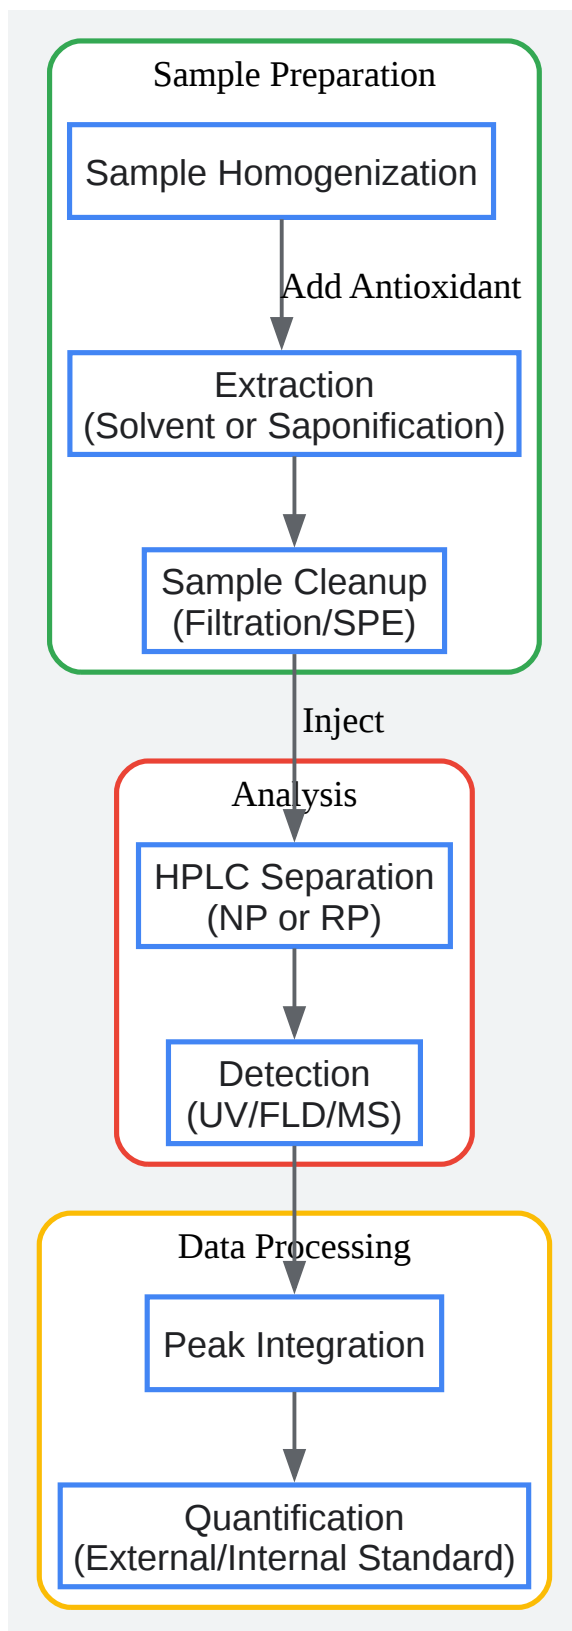 Sample Preparation
Sample Homogenization
Add Antioxidant
Extraction
(Solvent or Saponification)
Sample Cleanup
(Filtration/SPE)
Inject
Analysis
HPLC Separation
(NP or RP)
Detection
(UV/FLD/MS)
Data Processing
Peak Integration
Quantification
(External/Internal Standard)